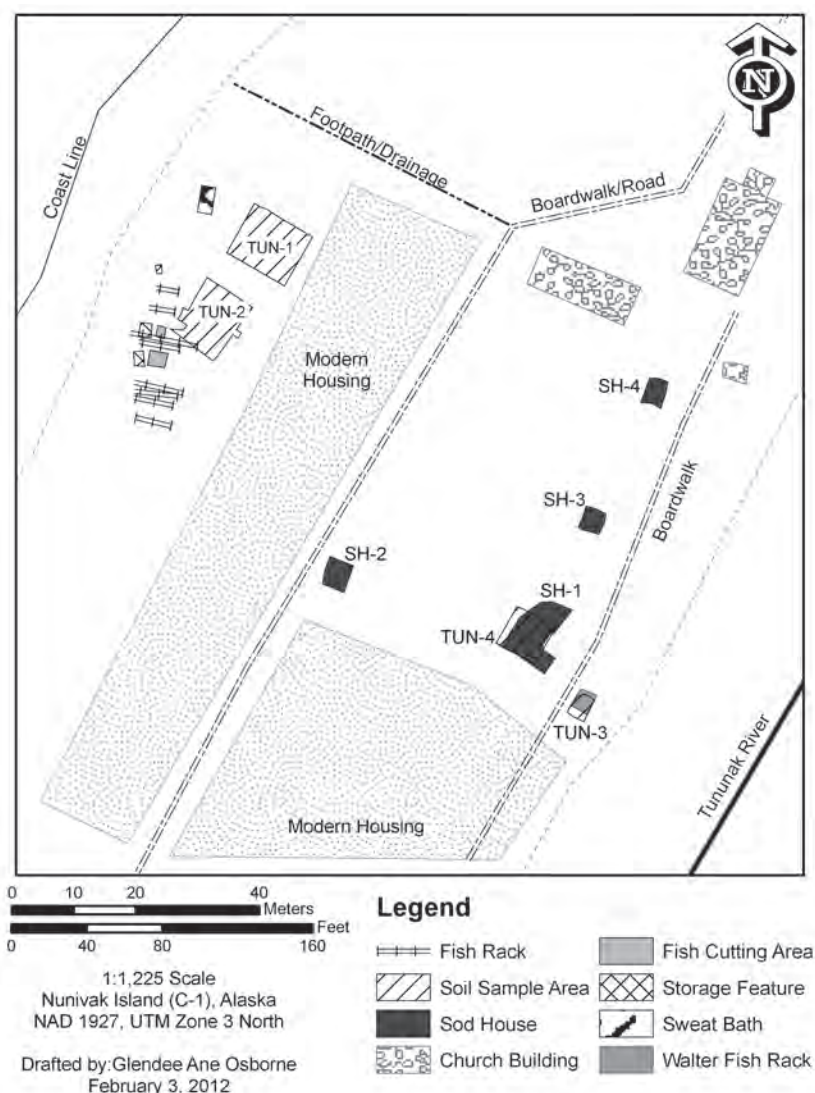 N
Coast Line
Footpath/Drainage
Boardwalk/Road
TUN-1
TUN-2
Modern
Housing
SH-4
SH-3
Boardwalk
SH-2
SH-1
TUN-4
TUN-3
Tununak River
Modern Housing
0 10 20 40
Meters
Feet
0 40 80 160
1:1,225 Scale
Nunivak Island (C-1), Alaska
NAD 1927, UTM Zone 3 North
Drafted by:Glendee Ane Osborne
February 3, 2012
Legend
Fish Rack
Soil Sample Area
Sod House
Church Building
Fish Cutting Area
Storage Feature
Sweat Bath
Walter Fish Rack